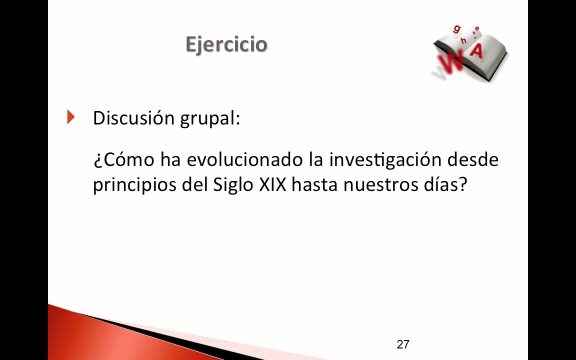 Ejercicio
Discusión grupal:
¿Cómo ha evolucionado la investigación desde
principios del Siglo XIX hasta nuestros días?
27